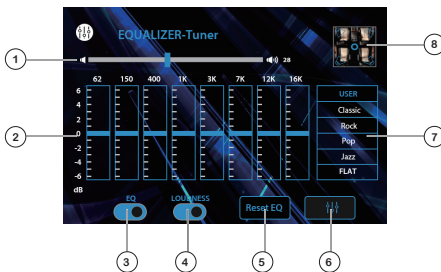 EQUALIZER-Tuner
28
62 150 400 1K 3K 7K 12K 16K
6
4
2
0
-2
-4
-6
dB
USER
Classic
Rock
Pop
Jazz
FLAT
EQ
LOUDNESS
Reset EQ
1
2
3
4
5
6
7
8